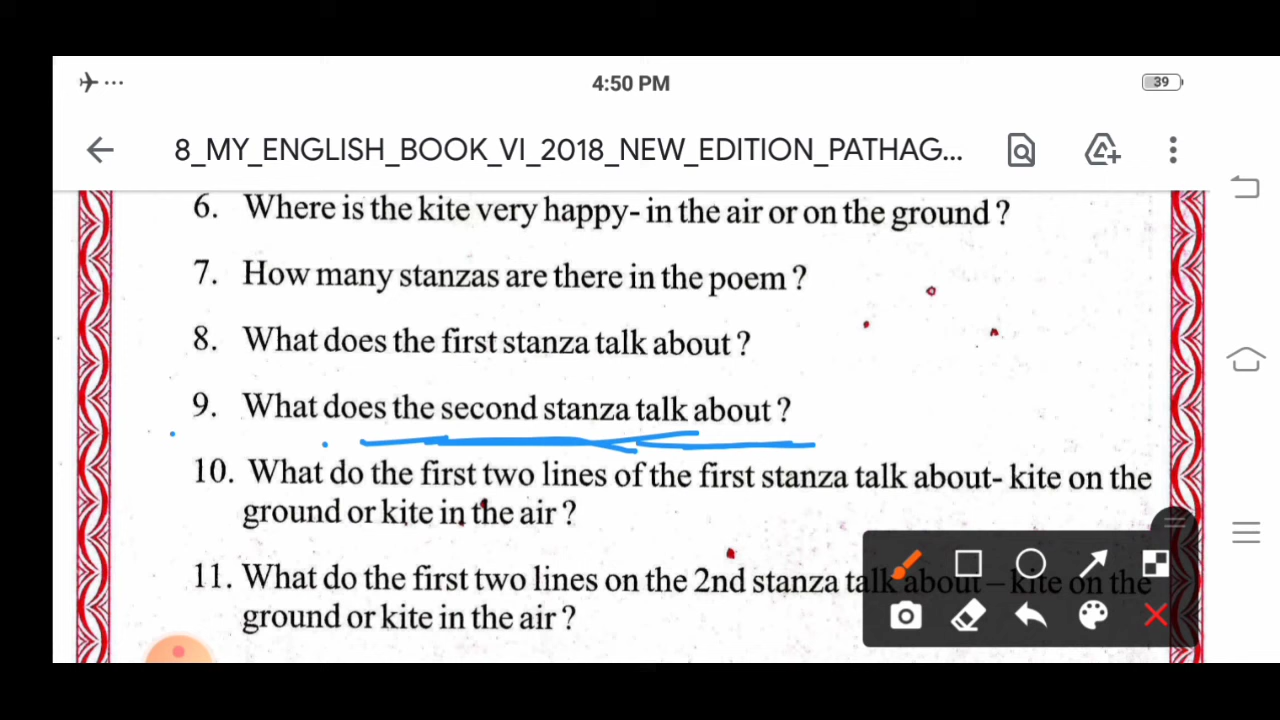 4:50 PM
39
8_MY_ENGLISH_BOOK_VI_2018_NEW_EDITION_PATHAG...
6. Where is the kite very happy- in the air or on the ground ?
7. How many stanzas are there in the poem ?
8. What does the first stanza talk about ?
9. What does the second stanza talk about ?
10. What do the first two lines of the first stanza talk about- kite on the
ground or kite in the air ?
11. What do the first two lines on the 2nd stanza talk about – kite on the
ground or kite in the air ?